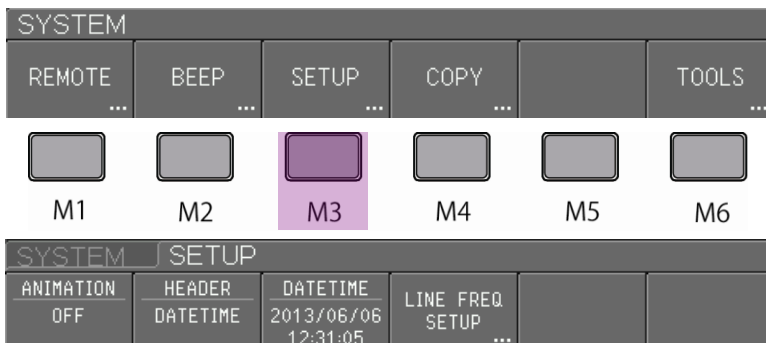 SYSTEM
REMOTE ... BEEP ... SETUP ... COPY ... TOOLS ...
M1 M2 M3 M4 M5 M6
SYSTEM SETUP
ANIMATION HEADER DATETIME LINE FREQ
OFF DATETIME 2013/06/06 SETUP ...
12:31:05